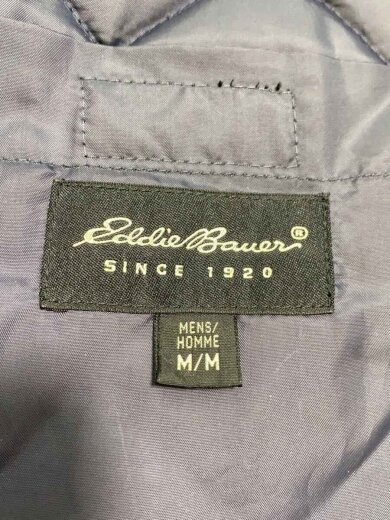 Eddie Bauer®
SINCE 1920
MENS/
HOMME
M/M